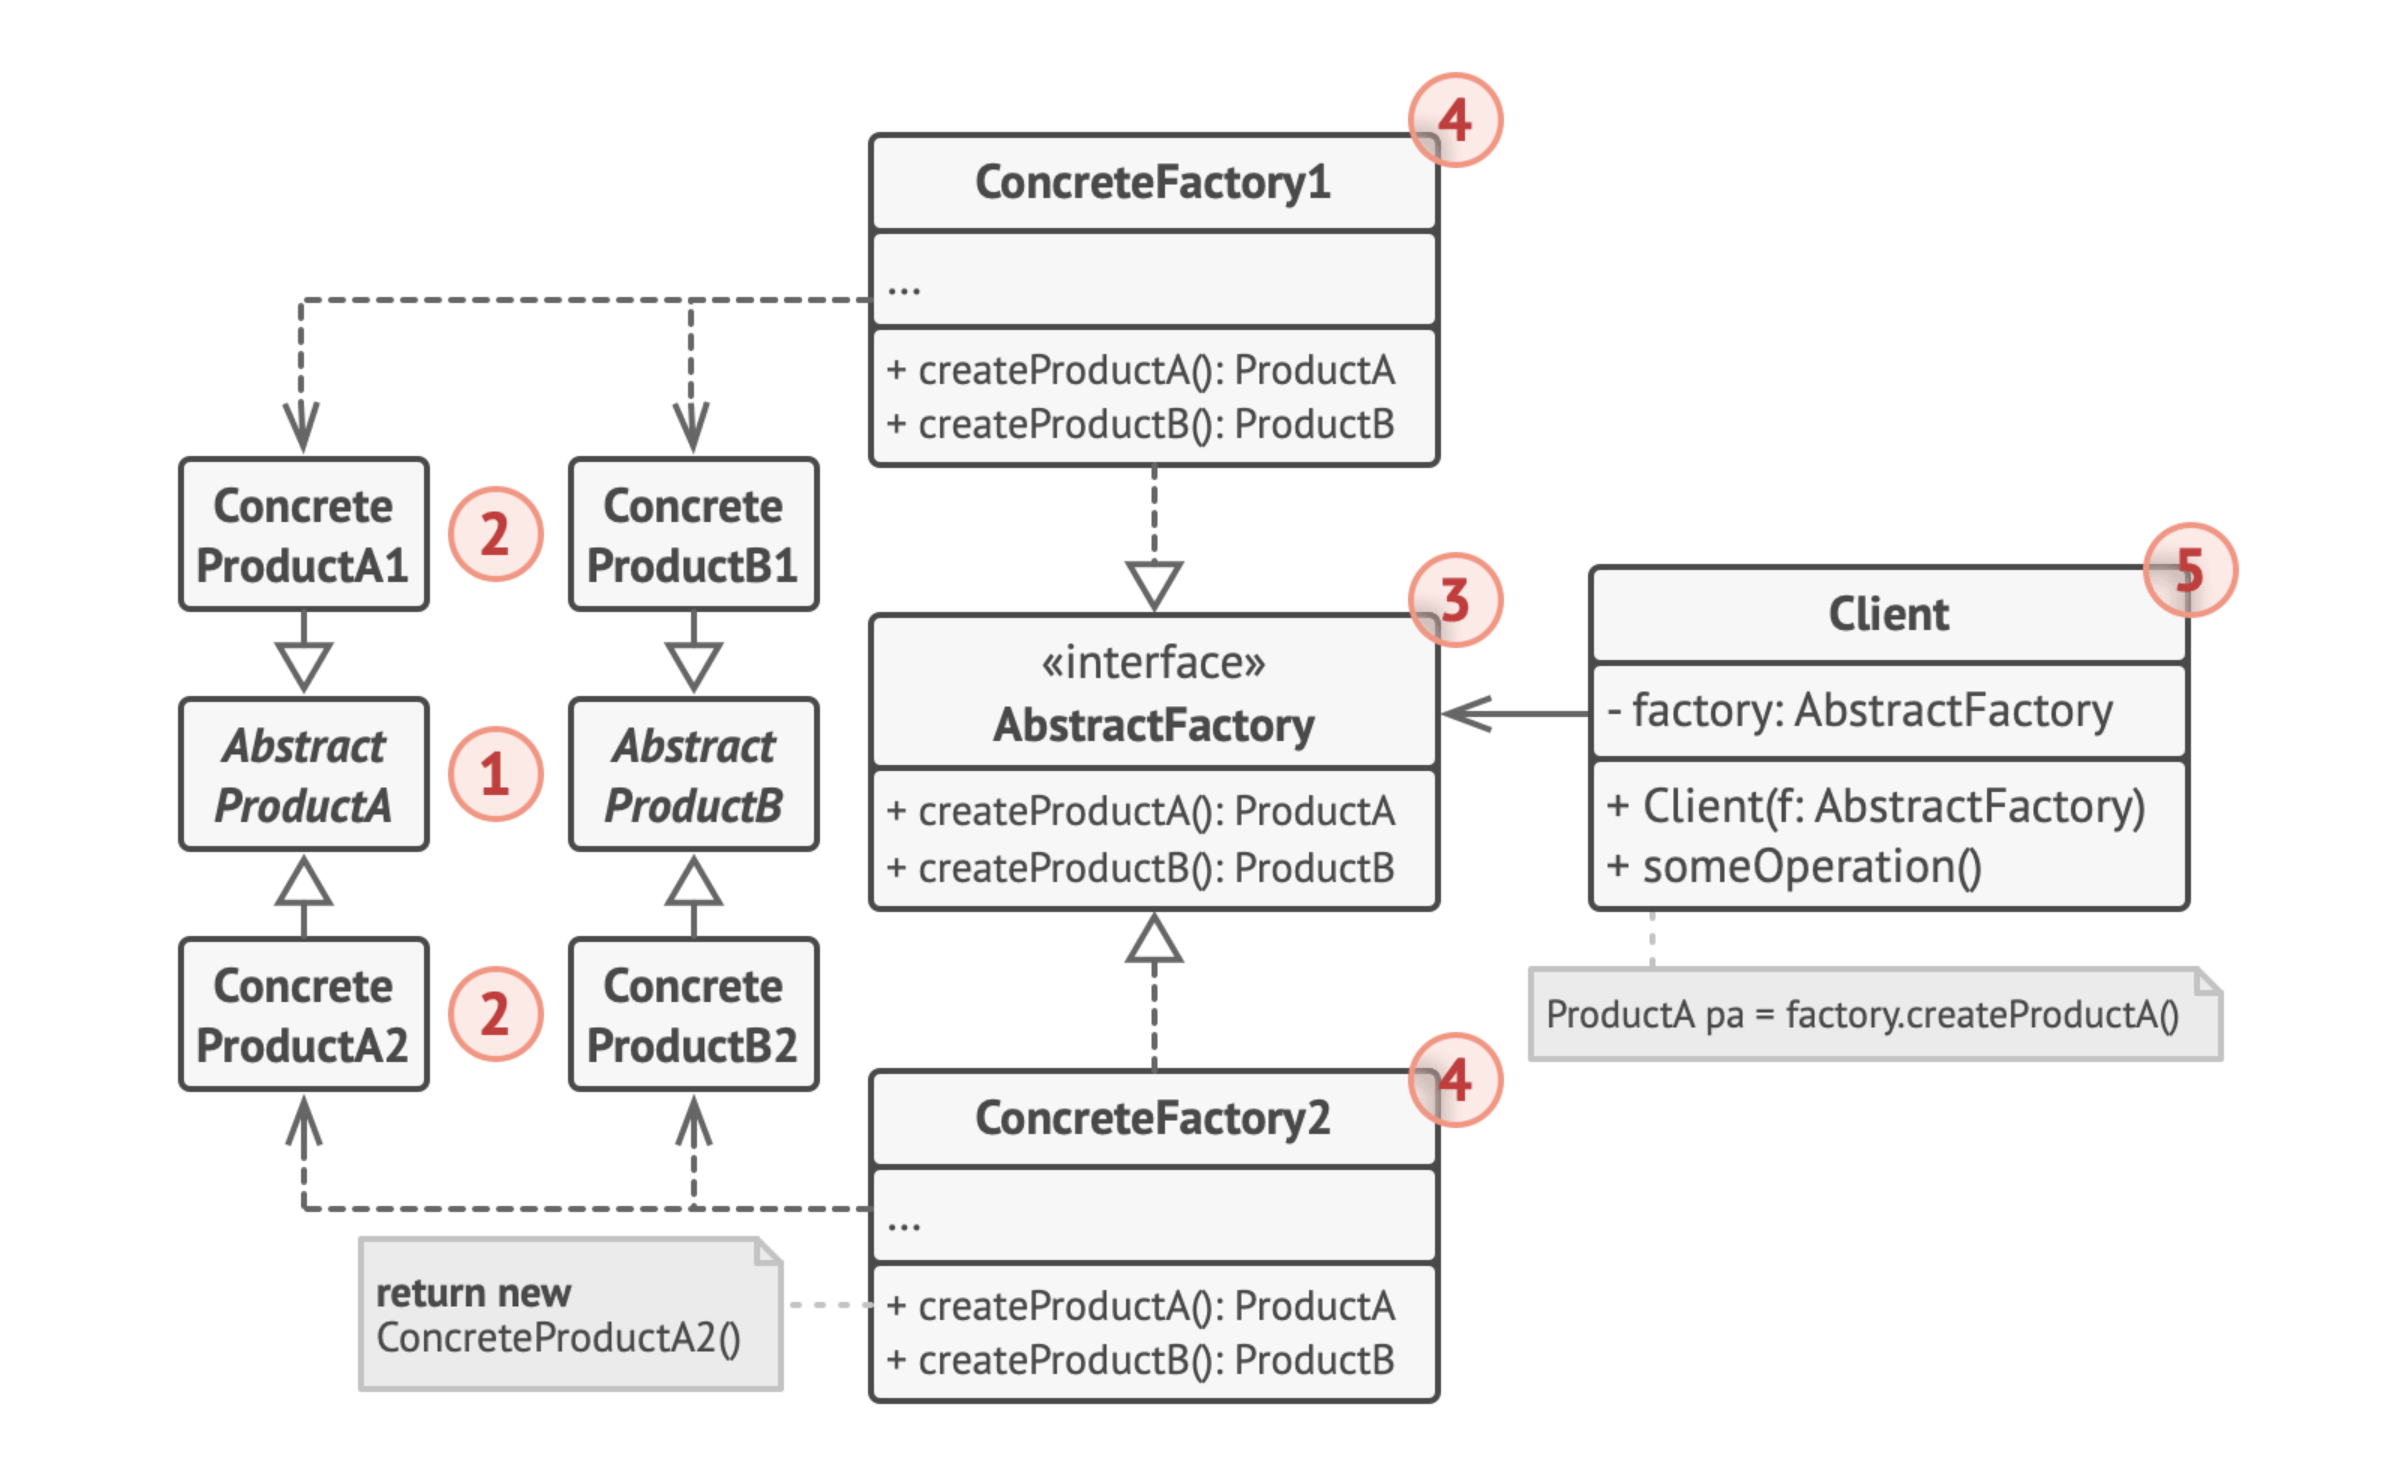 4
ConcreteFactory1
...
+ createProductA(): ProductA
+ createProductB(): ProductB
Concrete
ProductA1
2
Concrete
ProductB1
Abstract
ProductA
1
Abstract
ProductB
Concrete
ProductA2
2
Concrete
ProductB2
3
«interface»
AbstractFactory
+ createProductA(): ProductA
+ createProductB(): ProductB
5
Client
- factory: AbstractFactory
+ Client(f: AbstractFactory)
+ someOperation()
ProductA pa = factory.createProductA()
4
ConcreteFactory2
...
+ createProductA(): ProductA
+ createProductB(): ProductB
return new
ConcreteProductA2()